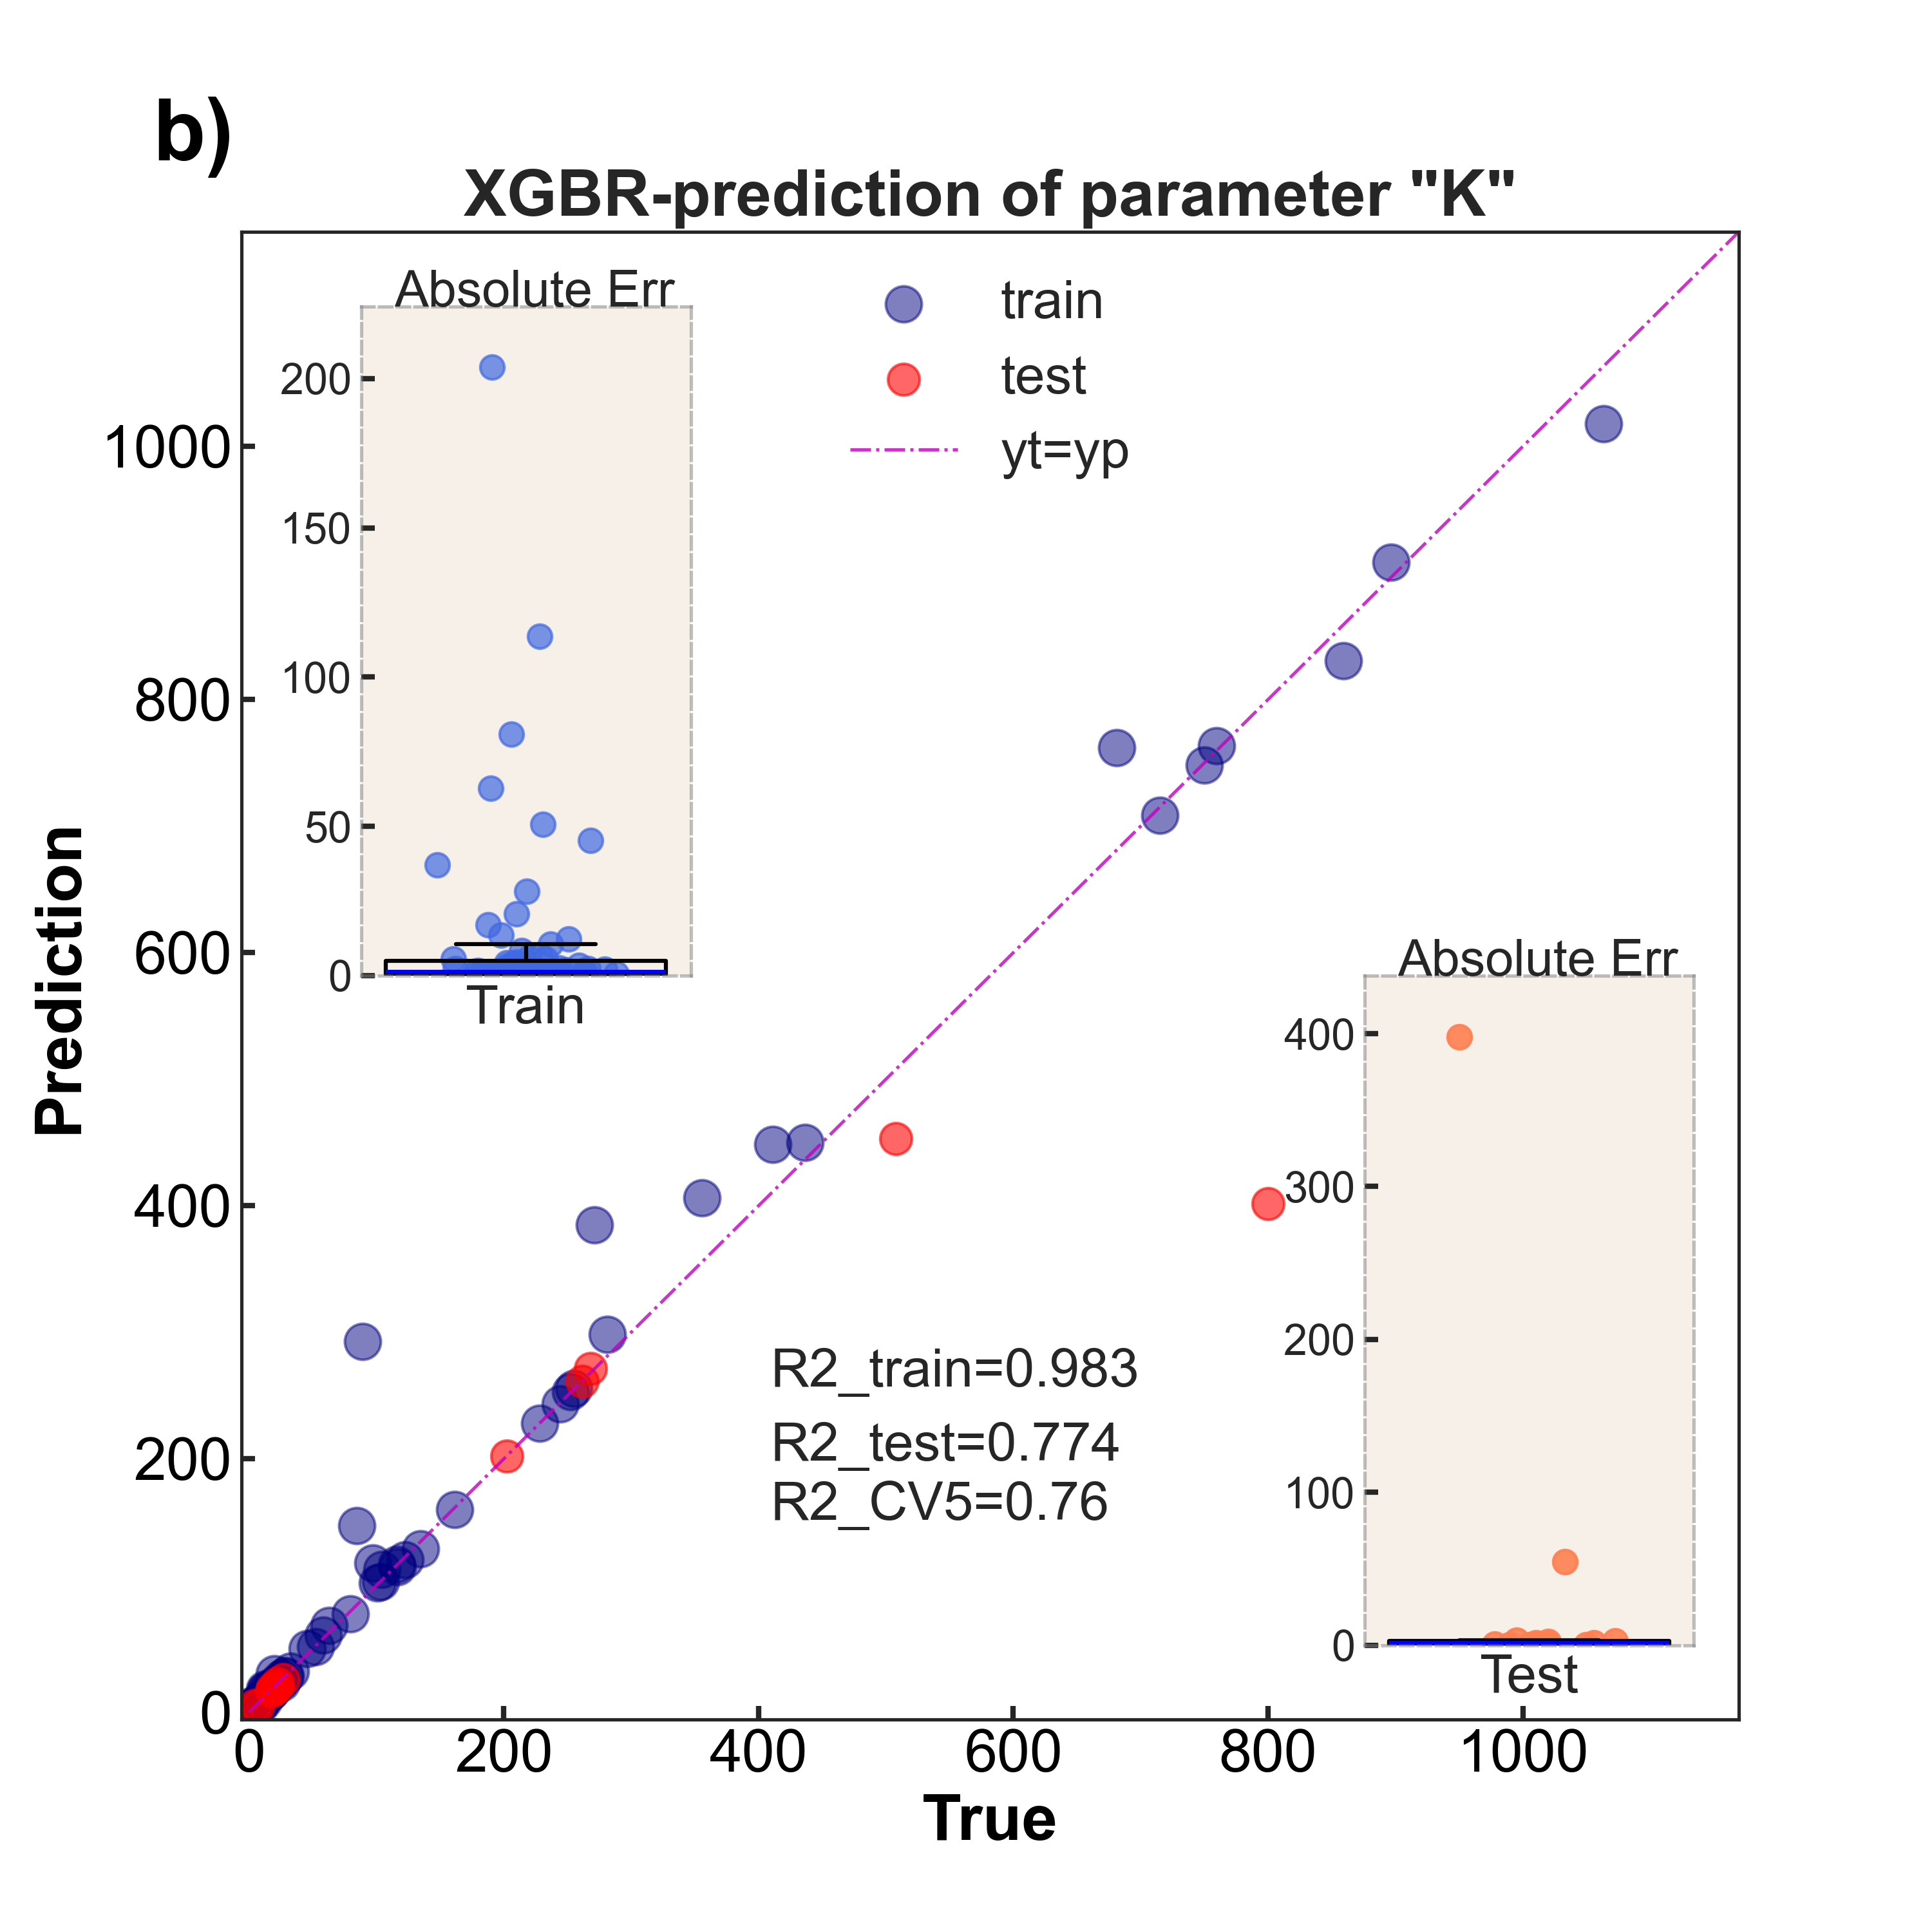 b)
XGBR-prediction of parameter "K"
Absolute Err
200
150
100
50
0
Train
train
test
yt=yp
1000
800
600
400
200
0
Prediction
Absolute Err
400
300
200
100
0
Test
R2_train=0.983
R2_test=0.774
R2_CV5=0.76
0 200 400 600 800 1000
True